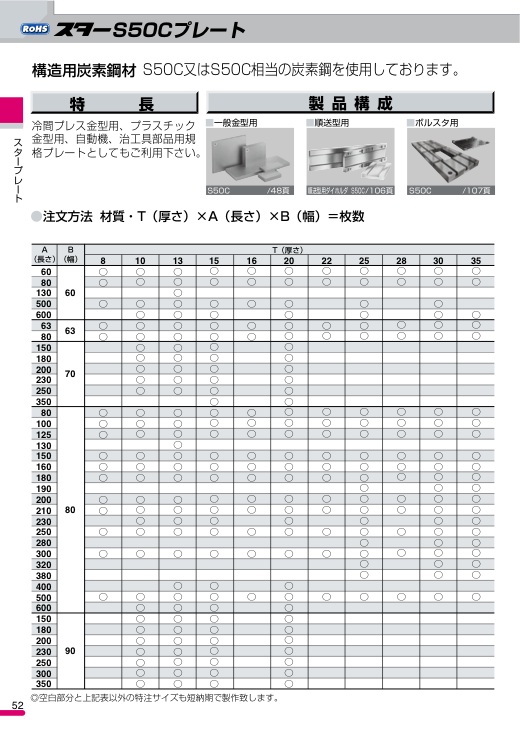 RoHS スターS50Cプレート
構造用炭素鋼材 S50C又はS50C相当の炭素鋼を使用しております。
特 長
冷間プレス金型用、プラスチック
金型用、自動機、治工具部品用規
格プレートとしてもご利用下さい。
製品構成
■一般金型用 ■順送型用 ■ボルスタ用
S50C /48頁 順送型用ダイホルダ S50C/106頁 S50C /107頁
スタープレート
●注文方法 材質・T（厚さ）×A（長さ）×B（幅）＝枚数
A B T（厚さ）
（長さ） （幅） 8 10 13 15 16 20 22 25 28 30 35
60 ○ ○ ○ ○ ○ ○ ○ ○ ○ ○ ○
80 ○ ○ ○ ○ ○ ○ ○ ○ ○ ○ ○
130 60 ○
500 ○ ○ ○ ○ ○ ○ ○ ○
600 ○ ○ ○ ○ ○ ○ ○
63 63 ○ ○ ○ ○ ○ ○ ○ ○ ○ ○ ○
80 ○ ○ ○ ○ ○ ○ ○ ○ ○ ○ ○
150 ○ ○ ○ ○
180 ○ ○ ○ ○
200 70 ○ ○ ○ ○
230 ○ ○ ○ ○
250 ○ ○ ○ ○
350 ○ ○
80 ○ ○ ○ ○ ○ ○ ○ ○ ○ ○ ○
100 ○ ○ ○ ○ ○ ○ ○ ○ ○ ○ ○
125 ○ ○ ○ ○ ○ ○ ○ ○ ○ ○ ○
130 ○
150 ○ ○ ○ ○ ○ ○ ○ ○ ○ ○ ○
160 ○ ○ ○ ○ ○ ○ ○ ○ ○ ○ ○
180 ○ ○ ○ ○ ○ ○ ○ ○ ○ ○ ○
190 ○ ○ ○
200 ○ ○ ○ ○ ○ ○ ○ ○ ○ ○ ○
210 80 ○ ○ ○ ○ ○ ○ ○ ○ ○ ○ ○
230 ○ ○ ○ ○ ○ ○ ○
250 ○ ○ ○ ○ ○ ○ ○ ○ ○ ○ ○
280 ○ ○ ○
300 ○ ○ ○ ○ ○ ○ ○ ○ ○ ○ ○
320 ○ ○ ○
380 ○ ○ ○
400 ○ ○ ○
500 ○ ○ ○ ○ ○ ○ ○ ○ ○ ○ ○
600 ○ ○ ○ ○
150 ○ ○ ○ ○
180 ○ ○ ○ ○
200 ○ ○ ○ ○
230 90 ○ ○ ○ ○
250 ○ ○ ○ ○
300 ○ ○ ○ ○
350 ○ ○ ○ ○
◎空白部分と上記表以外の特注サイズも短納期で製作致します。
52